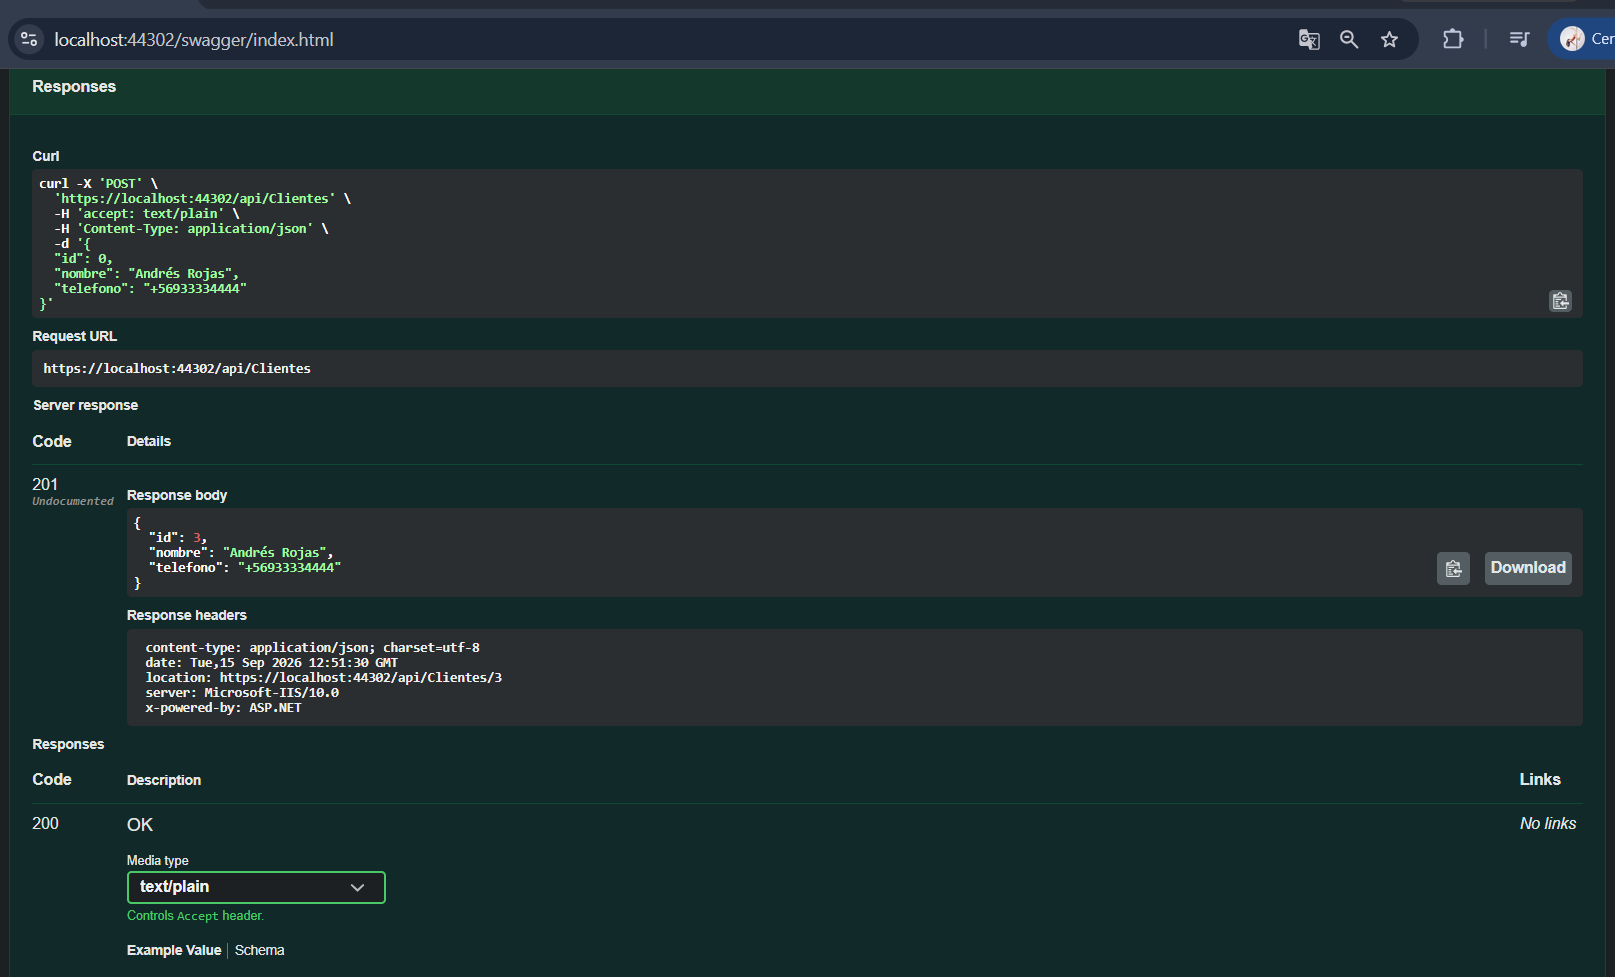 localhost:44302/swagger/index.html
Cer
Responses
Curl
curl -X 'POST' \
  'https://localhost:44302/api/Clientes' \
  -H 'accept: text/plain' \
  -H 'Content-Type: application/json' \
  -d '{
  "id": 0,
  "nombre": "Andrés Rojas",
  "telefono": "+56933334444"
}'
Request URL
https://localhost:44302/api/Clientes
Server response
Code Details
201
Undocumented
Response body
{
  "id": 3,
  "nombre": "Andrés Rojas",
  "telefono": "+56933334444"
}
Download
Response headers
content-type: application/json; charset=utf-8
date: Tue,15 Sep 2026 12:51:30 GMT
location: https://localhost:44302/api/Clientes/3
server: Microsoft-IIS/10.0
x-powered-by: ASP.NET
Responses
Code Description Links
200 OK No links
Media type
text/plain
Controls Accept header.
Example Value | Schema